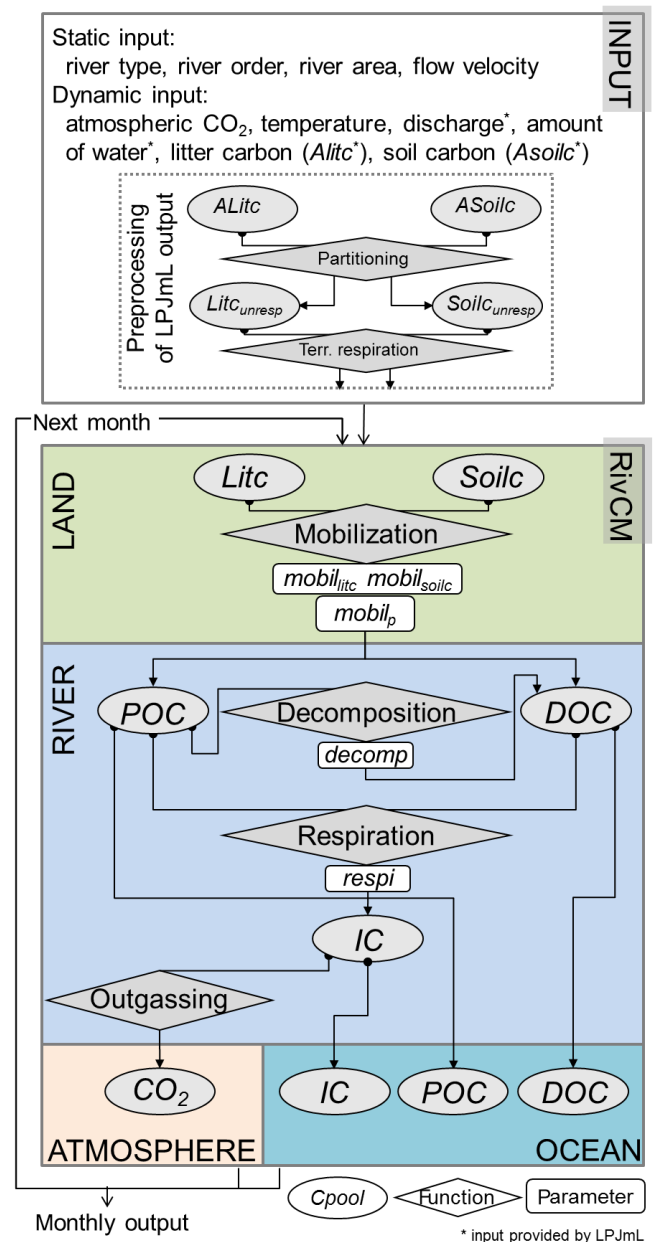 INPUT
Static input:
river type, river order, river area, flow velocity
Dynamic input:
atmospheric CO2, temperature, discharge*, amount
of water*, litter carbon (Alitc*), soil carbon (Asoilc*)
Preprocessing
of LPJmL output
ALitc
ASoilc
Partitioning
Litcunresp
Soilcunresp
Terr. respiration
Next month
RivCM
LAND
Litc
Soilc
Mobilization
mobillitc mobilsoilc
mobilp
RIVER
POC
Decomposition
DOC
decomp
Respiration
respi
IC
Outgassing
CO2
IC
POC
DOC
ATMOSPHERE
OCEAN
Cpool
Function
Parameter
Monthly output
* input provided by LPJmL